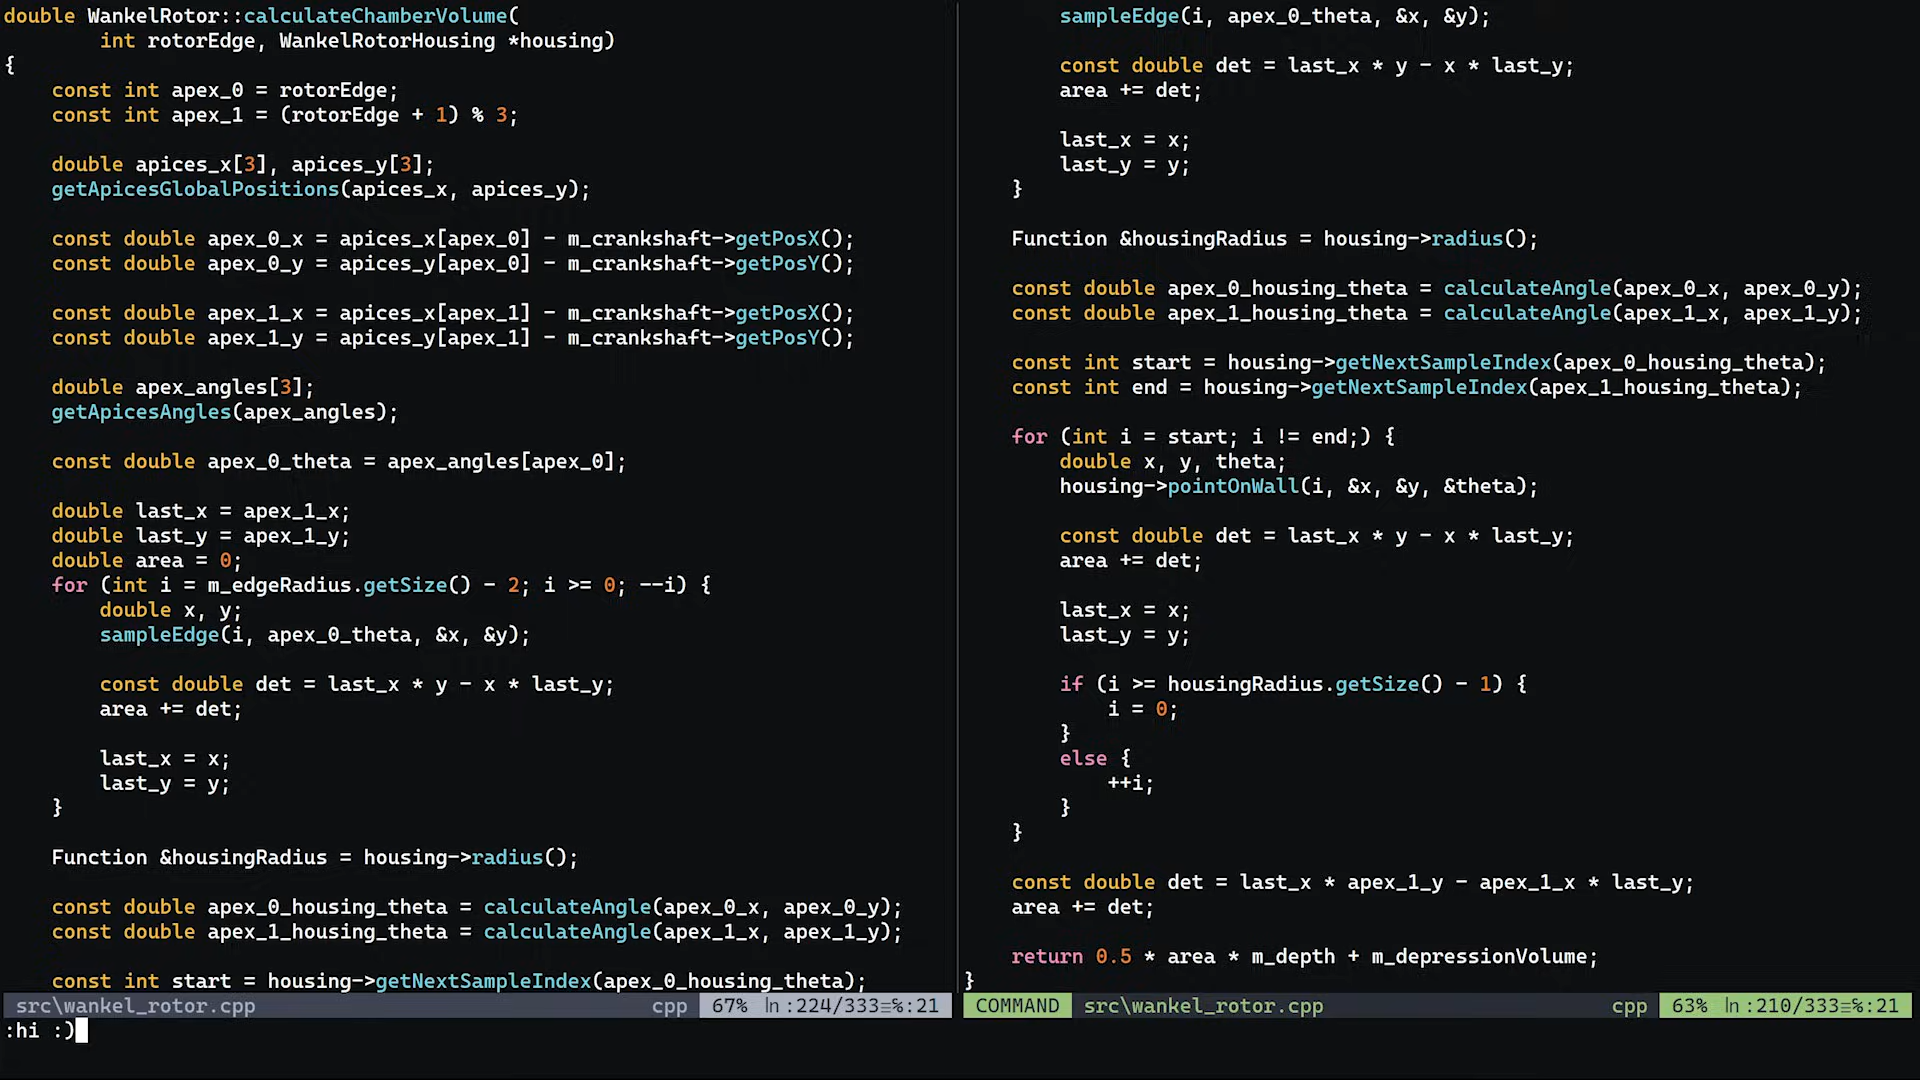 double WankelRotor::calculateChamberVolume(
        int rotorEdge, WankelRotorHousing *housing)
{
    const int apex_0 = rotorEdge;
    const int apex_1 = (rotorEdge + 1) % 3;

    double apices_x[3], apices_y[3];
    getApicesGlobalPositions(apices_x, apices_y);

    const double apex_0_x = apices_x[apex_0] - m_crankshaft->getPosX();
    const double apex_0_y = apices_y[apex_0] - m_crankshaft->getPosY();

    const double apex_1_x = apices_x[apex_1] - m_crankshaft->getPosX();
    const double apex_1_y = apices_y[apex_1] - m_crankshaft->getPosY();

    double apex_angles[3];
    getApicesAngles(apex_angles);

    const double apex_0_theta = apex_angles[apex_0];

    double last_x = apex_1_x;
    double last_y = apex_1_y;
    double area = 0;
    for (int i = m_edgeRadius.getSize() - 2; i >= 0; --i) {
        double x, y;
        sampleEdge(i, apex_0_theta, &x, &y);

        const double det = last_x * y - x * last_y;
        area += det;

        last_x = x;
        last_y = y;
    }

    Function &housingRadius = housing->radius();

    const double apex_0_housing_theta = calculateAngle(apex_0_x, apex_0_y);
    const double apex_1_housing_theta = calculateAngle(apex_1_x, apex_1_y);

    const int start = housing->getNextSampleIndex(apex_0_housing_theta);
src\wankel_rotor.cpp cpp 67% ln:224/333≡%:21
        sampleEdge(i, apex_0_theta, &x, &y);

        const double det = last_x * y - x * last_y;
        area += det;

        last_x = x;
        last_y = y;
    }

    Function &housingRadius = housing->radius();

    const double apex_0_housing_theta = calculateAngle(apex_0_x, apex_0_y);
    const double apex_1_housing_theta = calculateAngle(apex_1_x, apex_1_y);

    const int start = housing->getNextSampleIndex(apex_0_housing_theta);
    const int end = housing->getNextSampleIndex(apex_1_housing_theta);

    for (int i = start; i != end;) {
        double x, y, theta;
        housing->pointOnWall(i, &x, &y, &theta);

        const double det = last_x * y - x * last_y;
        area += det;

        last_x = x;
        last_y = y;

        if (i >= housingRadius.getSize() - 1) {
            i = 0;
        }
        else {
            ++i;
        }
    }

    const double det = last_x * apex_1_y - apex_1_x * last_y;
    area += det;

    return 0.5 * area * m_depth + m_depressionVolume;
}
COMMAND src\wankel_rotor.cpp cpp 63% ln:210/333≡%:21
:hi :)